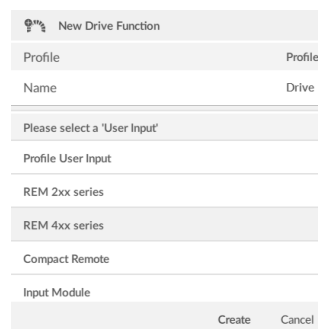 New Drive Function
Profile Profile
Name Drive
Please select a 'User Input'
Profile User Input
REM 2xx series
REM 4xx series
Compact Remote
Input Module
Create Cancel